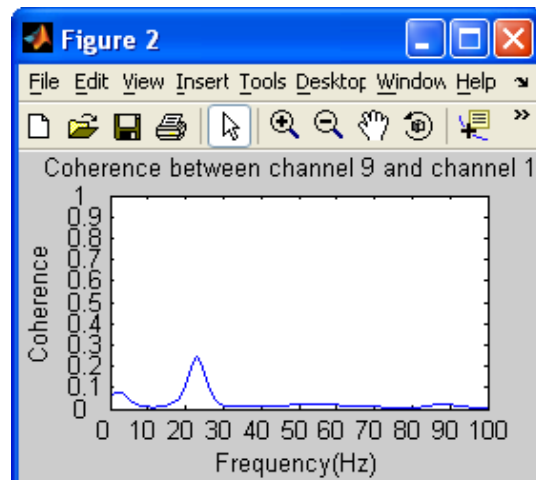 Figure 2
File Edit View Insert Tools Desktop Window Help
Coherence between channel 9 and channel 1
1
0.9
0.8
0.7
0.6
0.5
0.4
0.3
0.2
0.1
0
Coherence
0 10 20 30 40 50 60 70 80 90 100
Frequency(Hz)